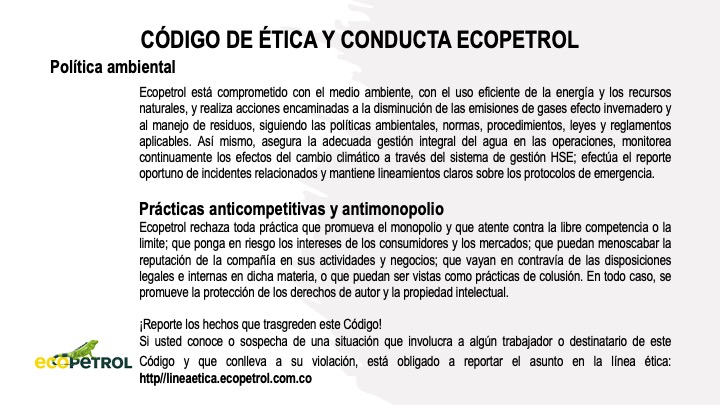 CÓDIGO DE ÉTICA Y CONDUCTA ECOPETROL
Política ambiental
Ecopetrol está comprometido con el medio ambiente, con el uso eficiente de la energía y los recursos
naturales, y realiza acciones encaminadas a la disminución de las emisiones de gases efecto invernadero y
al manejo de residuos, siguiendo las políticas ambientales, normas, procedimientos, leyes y reglamentos
aplicables. Así mismo, asegura la adecuada gestión integral del agua en las operaciones, monitorea
continuamente los efectos del cambio climático a través del sistema de gestión HSE; efectúa el reporte
oportuno de incidentes relacionados y mantiene lineamientos claros sobre los protocolos de emergencia.
Prácticas anticompetitivas y antimonopolio
Ecopetrol rechaza toda práctica que promueva el monopolio y que atente contra la libre competencia o la
limite; que ponga en riesgo los intereses de los consumidores y los mercados; que puedan menoscabar la
reputación de la compañía en sus actividades y negocios; que vayan en contravía de las disposiciones
legales e internas en dicha materia, o que puedan ser vistas como prácticas de colusión. En todo caso, se
promueve la protección de los derechos de autor y la propiedad intelectual.
¡Reporte los hechos que trasgreden este Código!
Si usted conoce o sospecha de una situación que involucra a algún trabajador o destinatario de este
Código y que conlleva a su violación, está obligado a reportar el asunto en la línea ética:
http//lineaetica.ecopetrol.com.co
ecopetrol